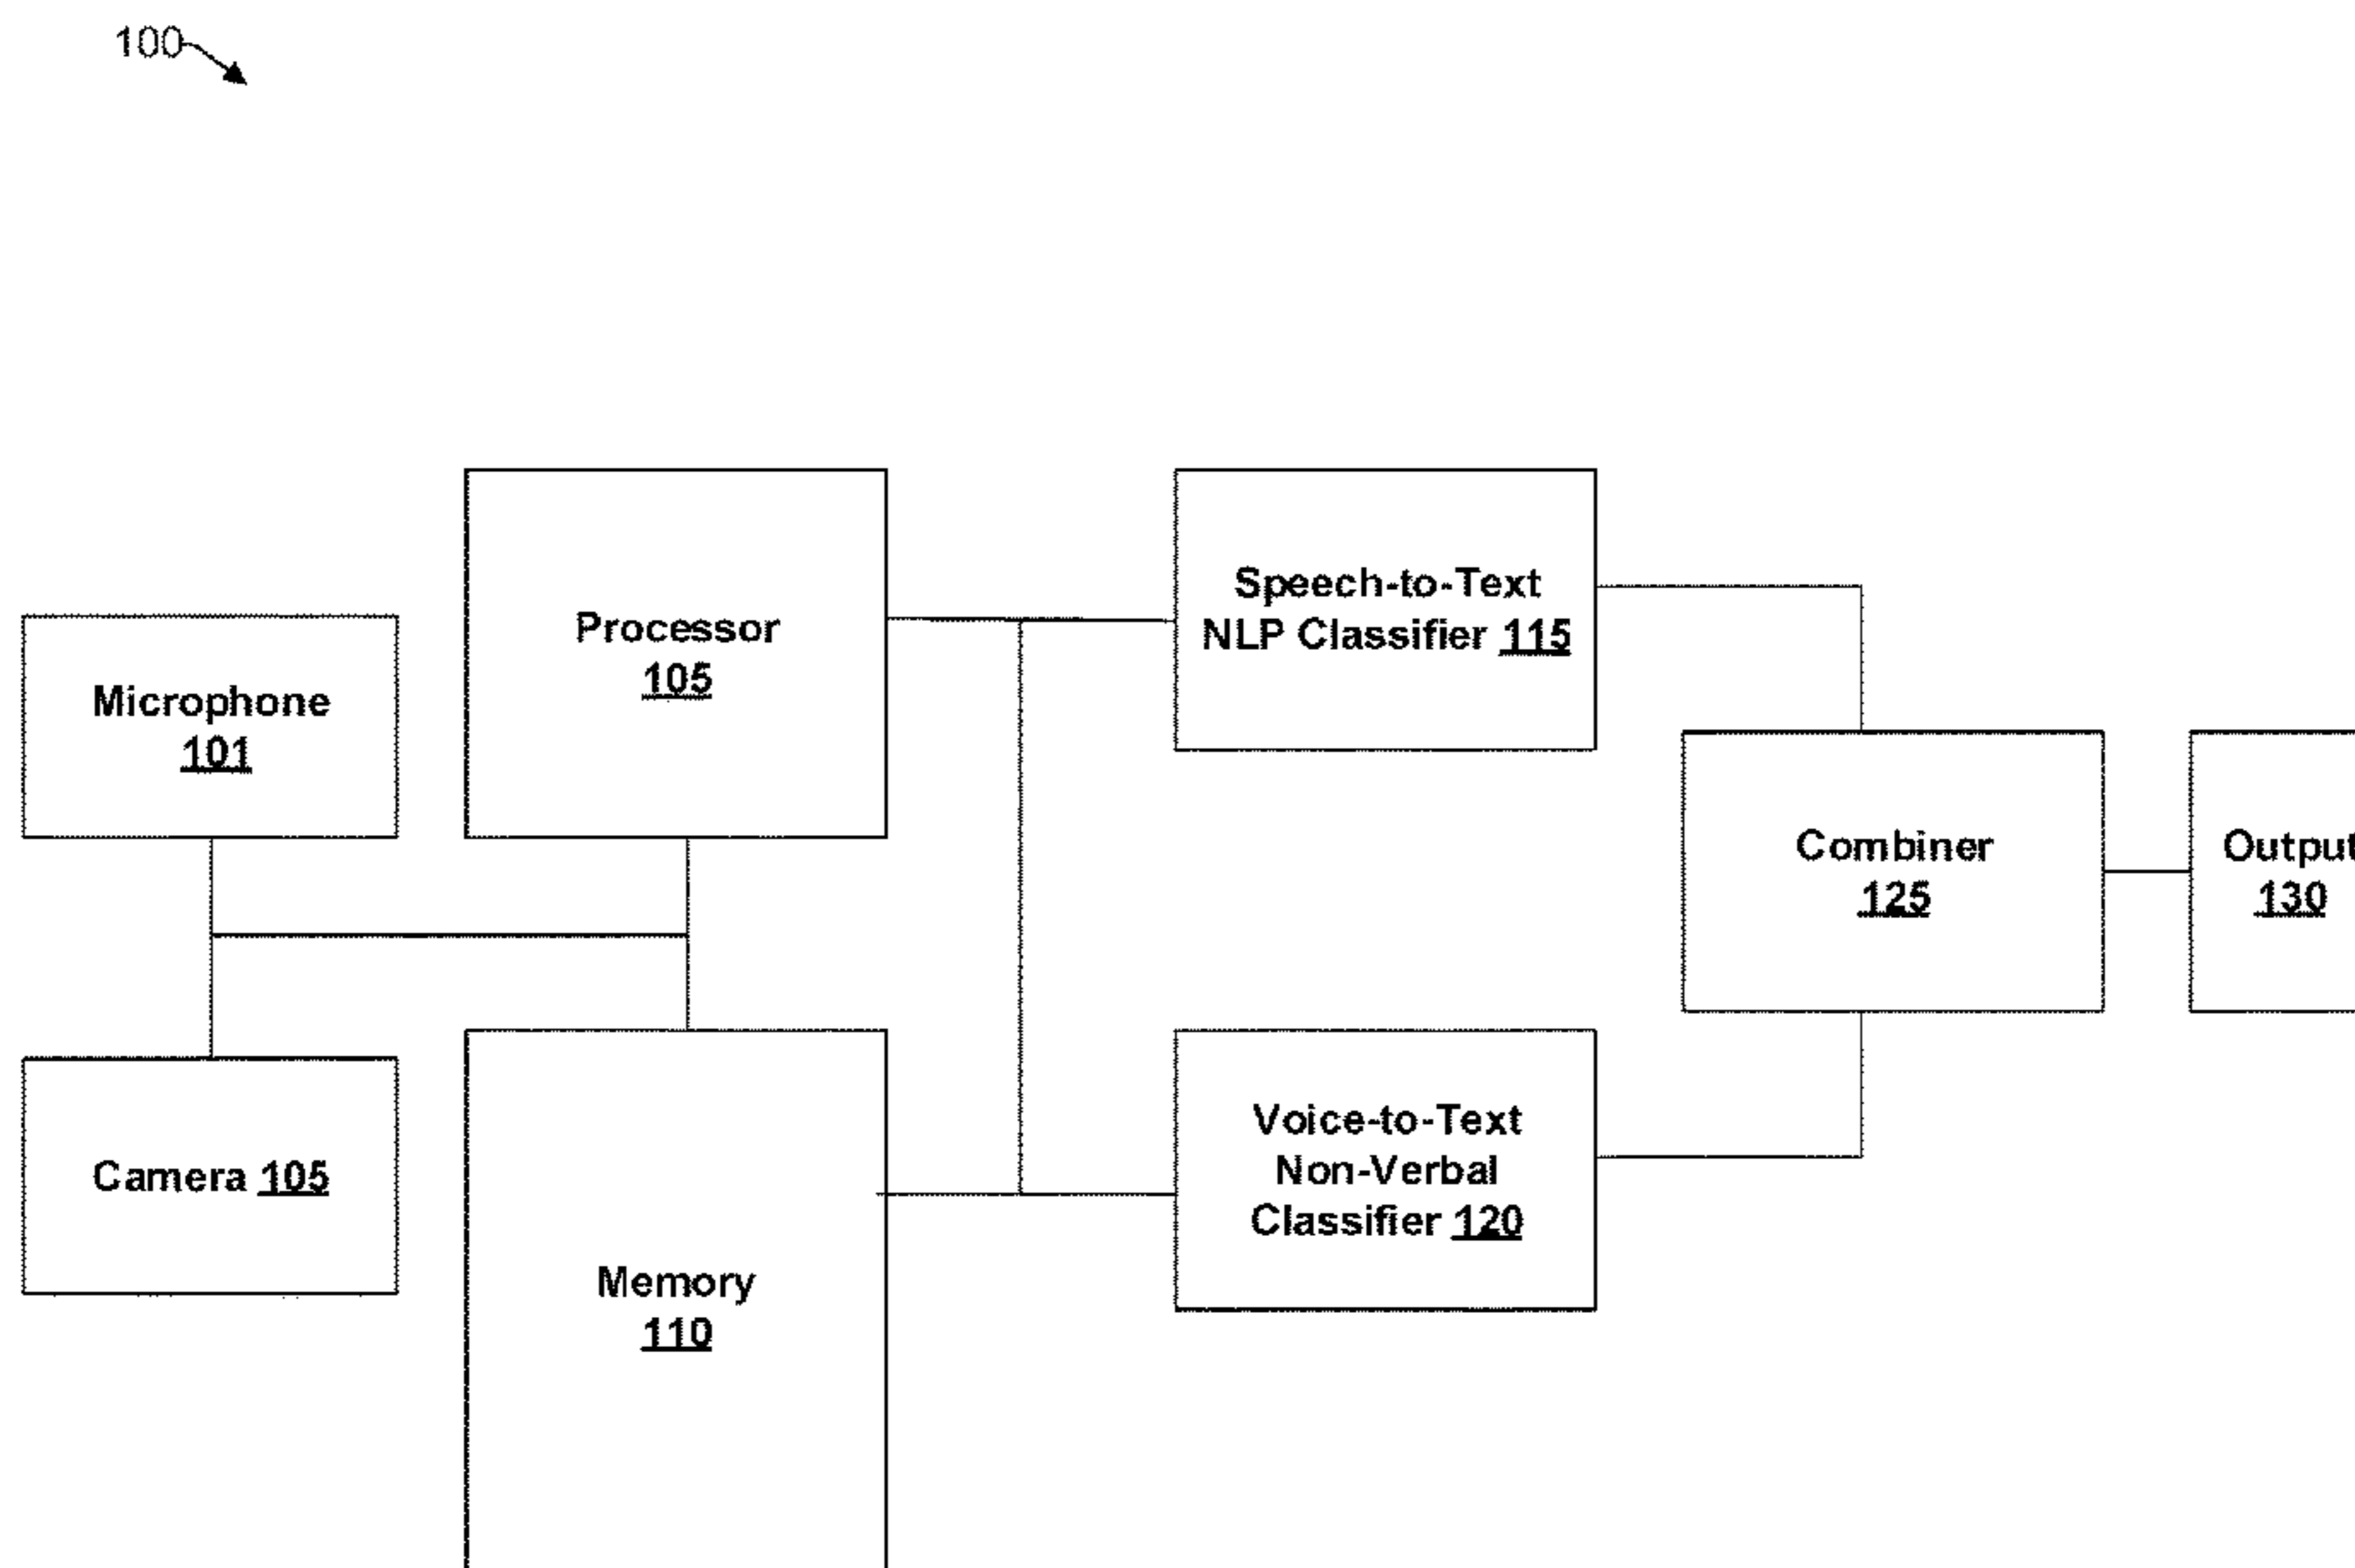 100
Processor
105
Speech-to-Text
NLP Classifier 115
Microphone
101
Combiner
125
Output
130
Camera 105
Voice-to-Text
Non-Verbal
Classifier 120
Memory
110